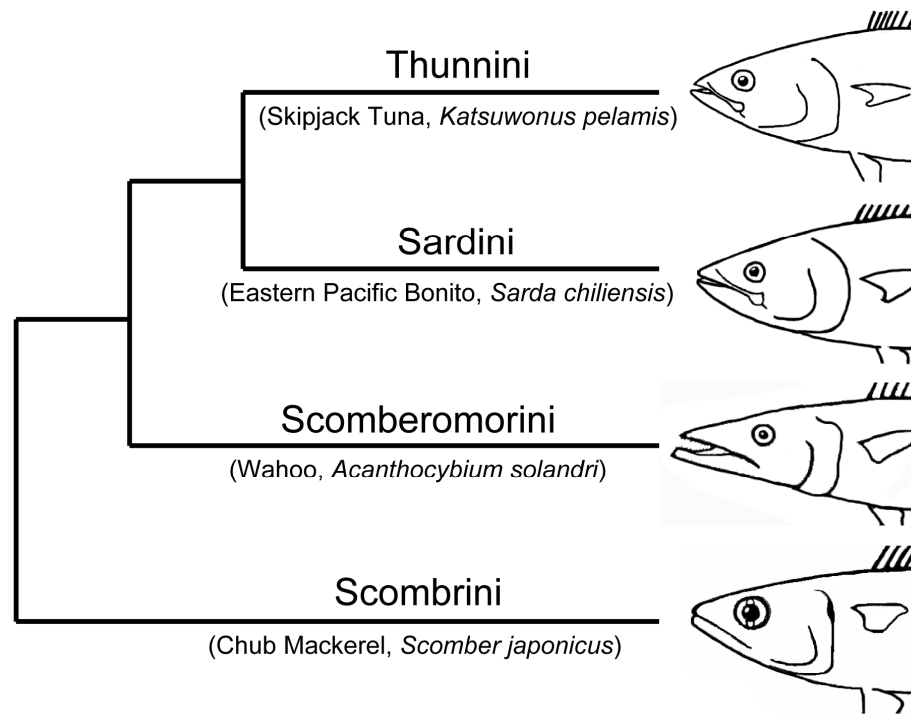 Thunnini
(Skipjack Tuna, Katsuwonus pelamis)
Sardini
(Eastern Pacific Bonito, Sarda chiliensis)
Scomberomorini
(Wahoo, Acanthocybium solandri)
Scombrini
(Chub Mackerel, Scomber japonicus)